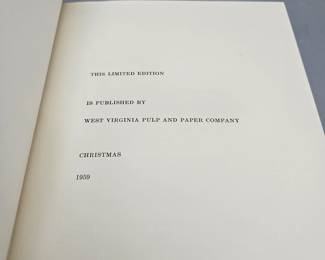 THIS LIMITED EDITION
IS PUBLISHED BY
WEST VIRGINIA PULP AND PAPER COMPANY
CHRISTMAS
1959